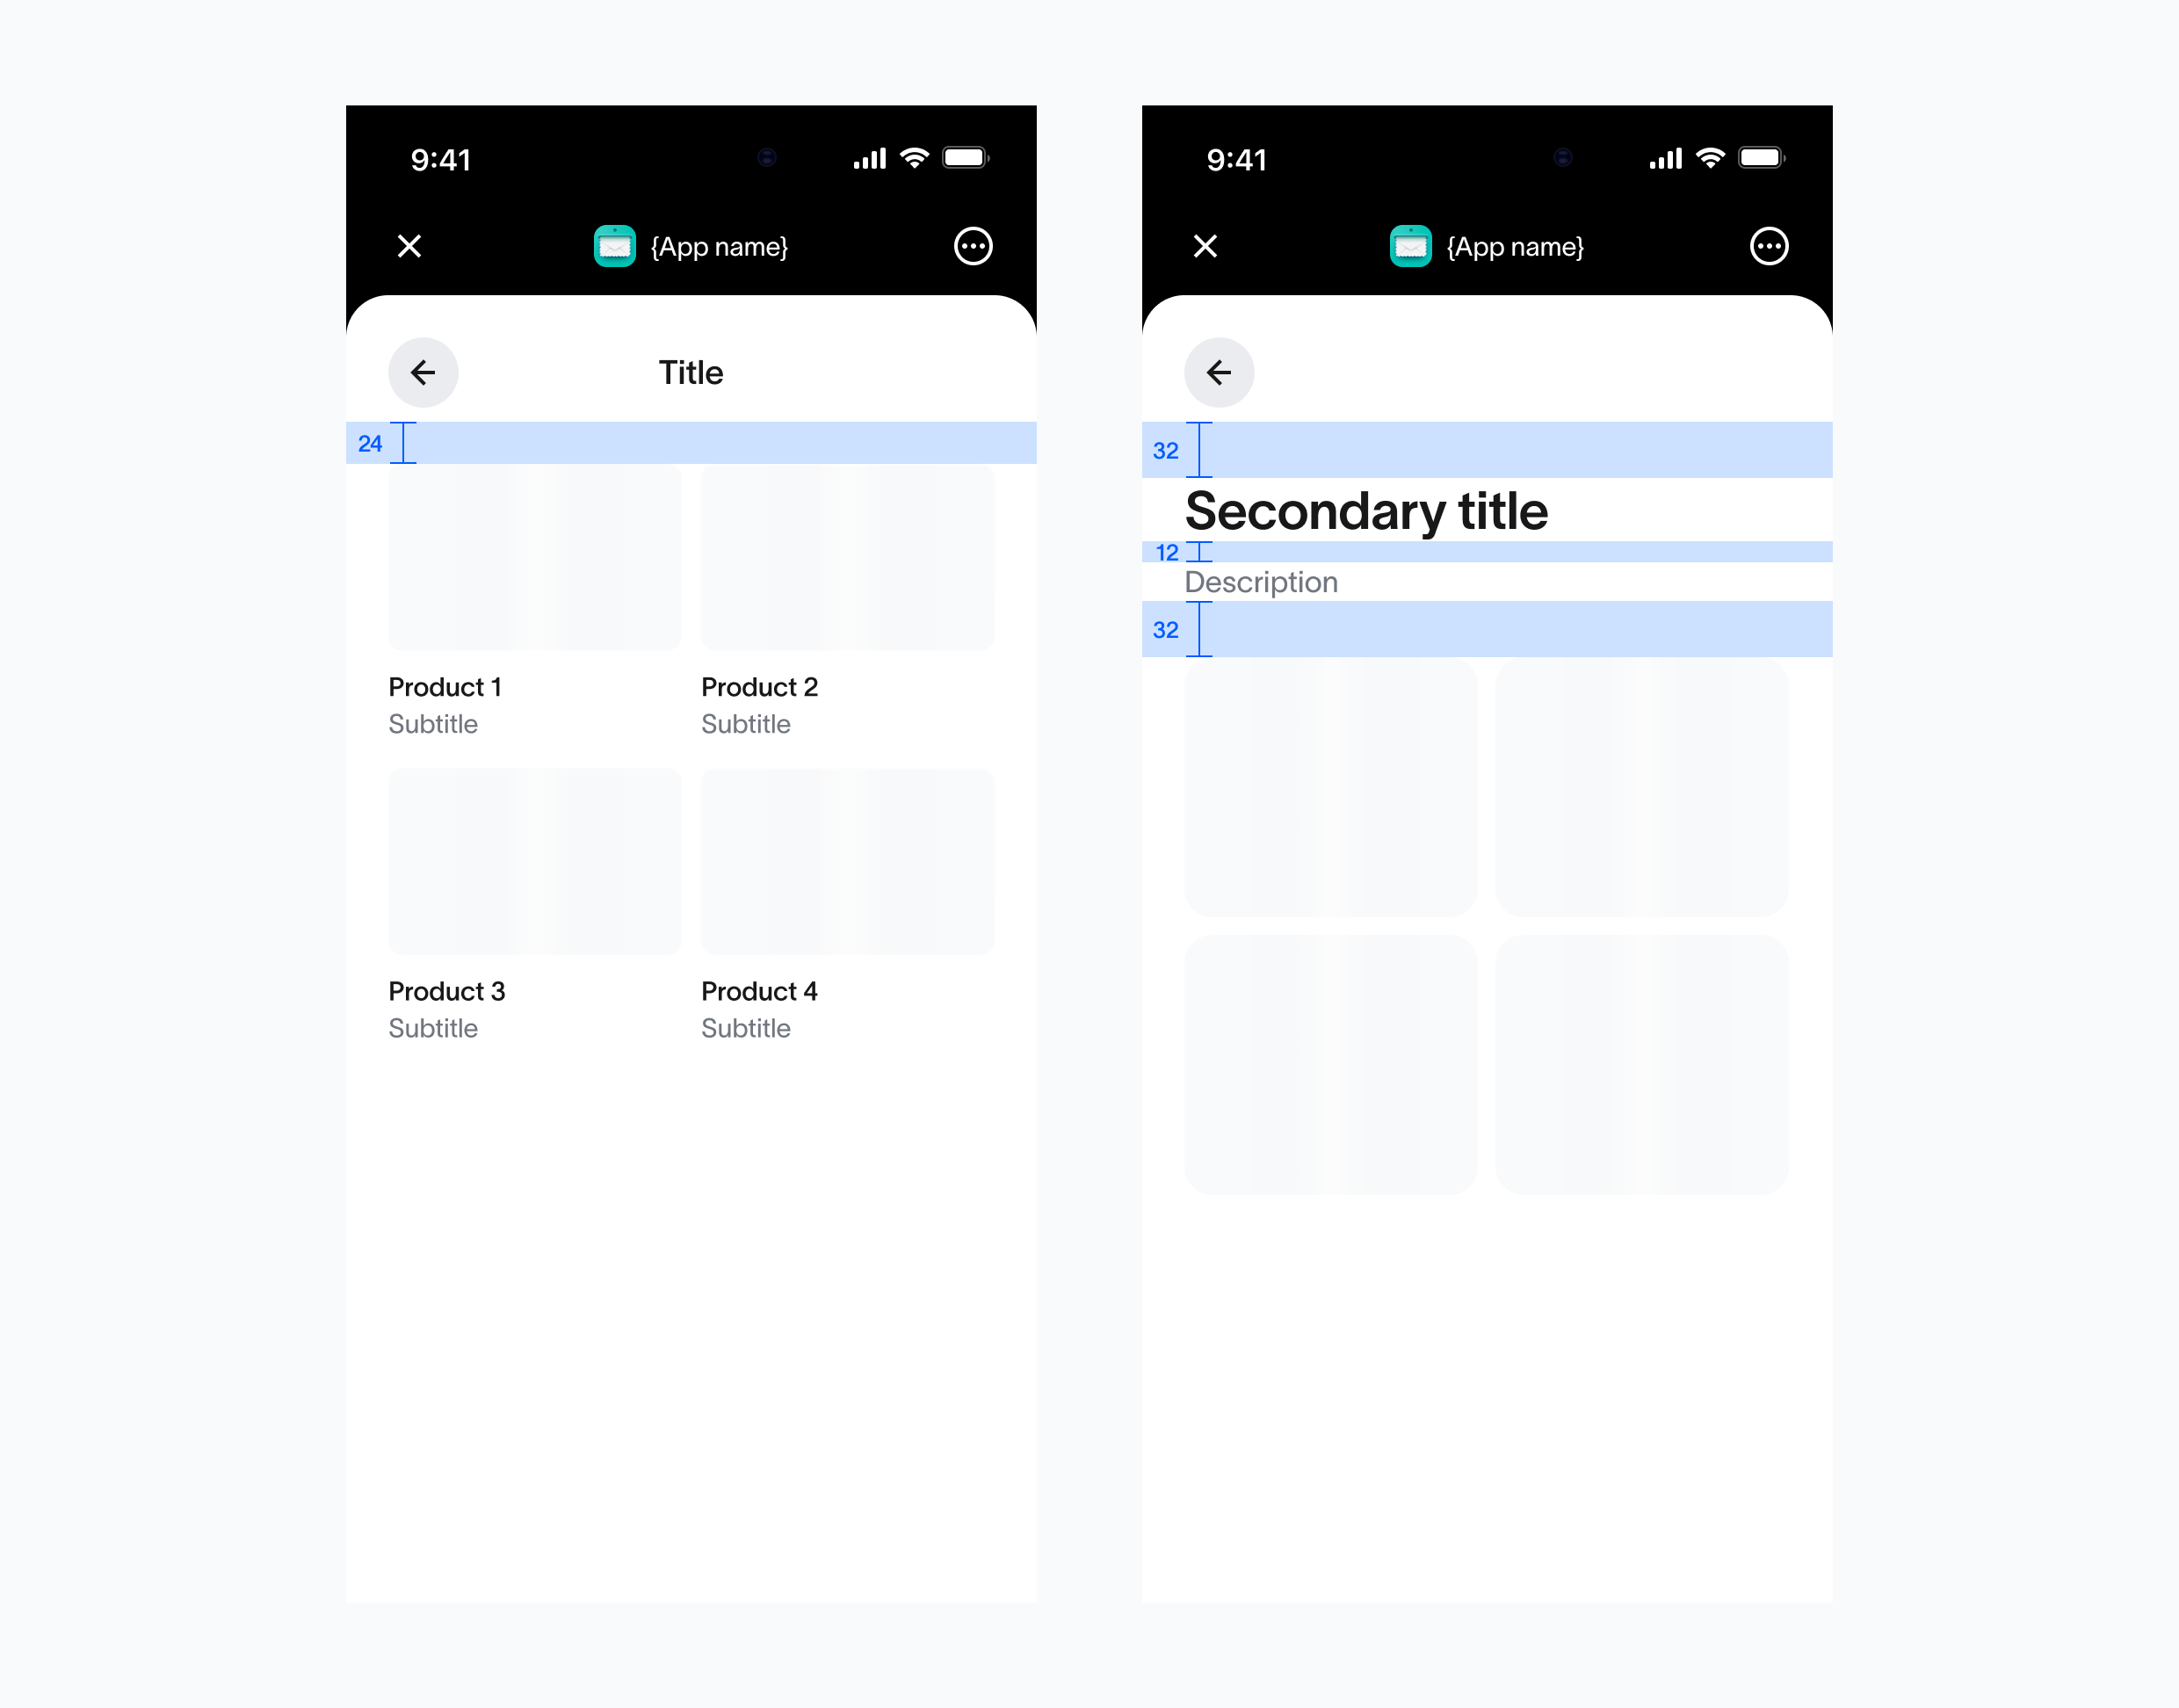 9:41
{App name}
Title
24
Product 1
Subtitle
Product 2
Subtitle
Product 3
Subtitle
Product 4
Subtitle
9:41
{App name}
32
Secondary title
12
Description
32